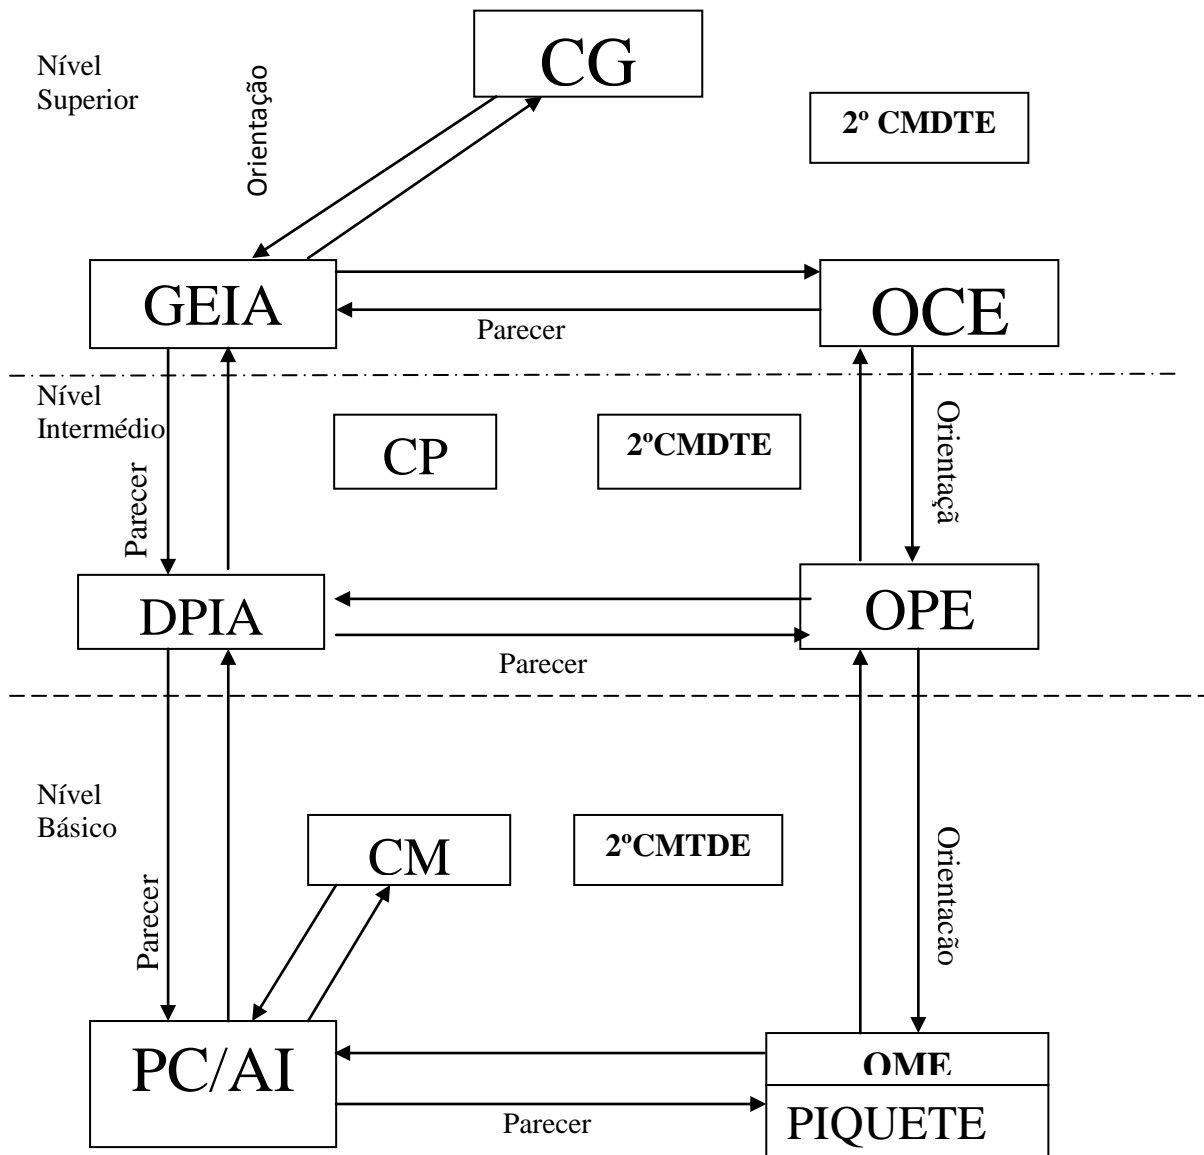 CG
Nível
Superior
Orientação
2º CMDTE
GEIA
OCE
Parecer
Nível
Intermédio
CP
2ºCMDTE
Orientaçã
Parecer
DPIA
OPE
Parecer
Nível
Básico
CM
2ºCMTDE
Orientacão
Parecer
PC/AI
OME
Parecer
PIQUETE